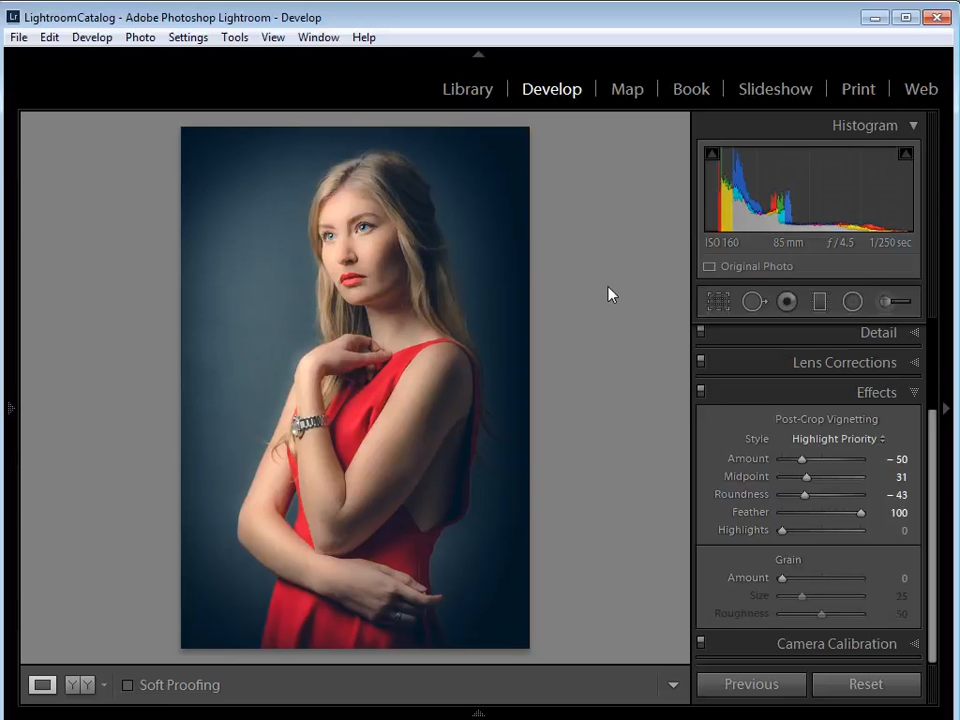 LightroomCatalog - Adobe Photoshop Lightroom - Develop
File Edit Develop Photo Settings Tools View Window Help
Library Develop Map Book Slideshow Print Web
Histogram
ISO 160 85 mm ƒ / 4.5 1/250 sec
Original Photo
Detail
Lens Corrections
Effects
Post-Crop Vignetting
Style Highlight Priority
Amount - 50
Midpoint 31
Roundness - 43
Feather 100
Highlights 0
Grain
Amount 0
Size 25
Roughness 50
Camera Calibration
Y Y Soft Proofing
Previous Reset